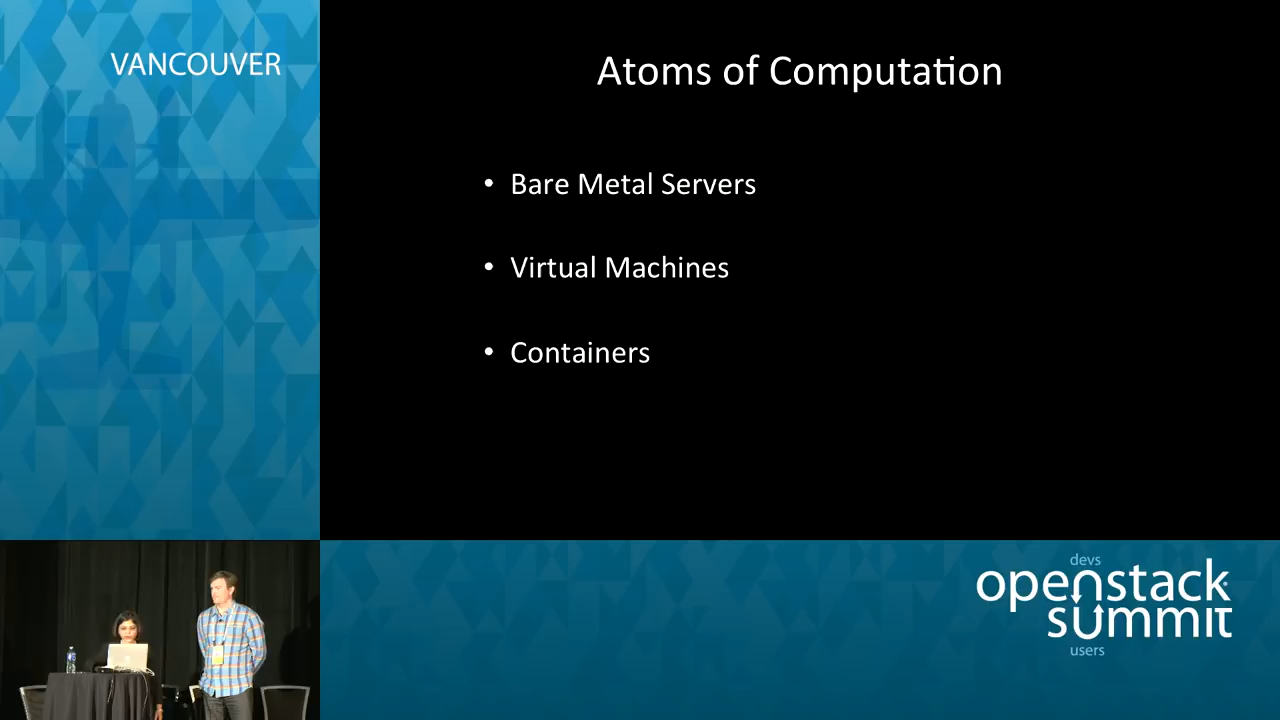 VANCOUVER
Atoms of Computation
• Bare Metal Servers
• Virtual Machines
• Containers
devs
openstack
summit
users